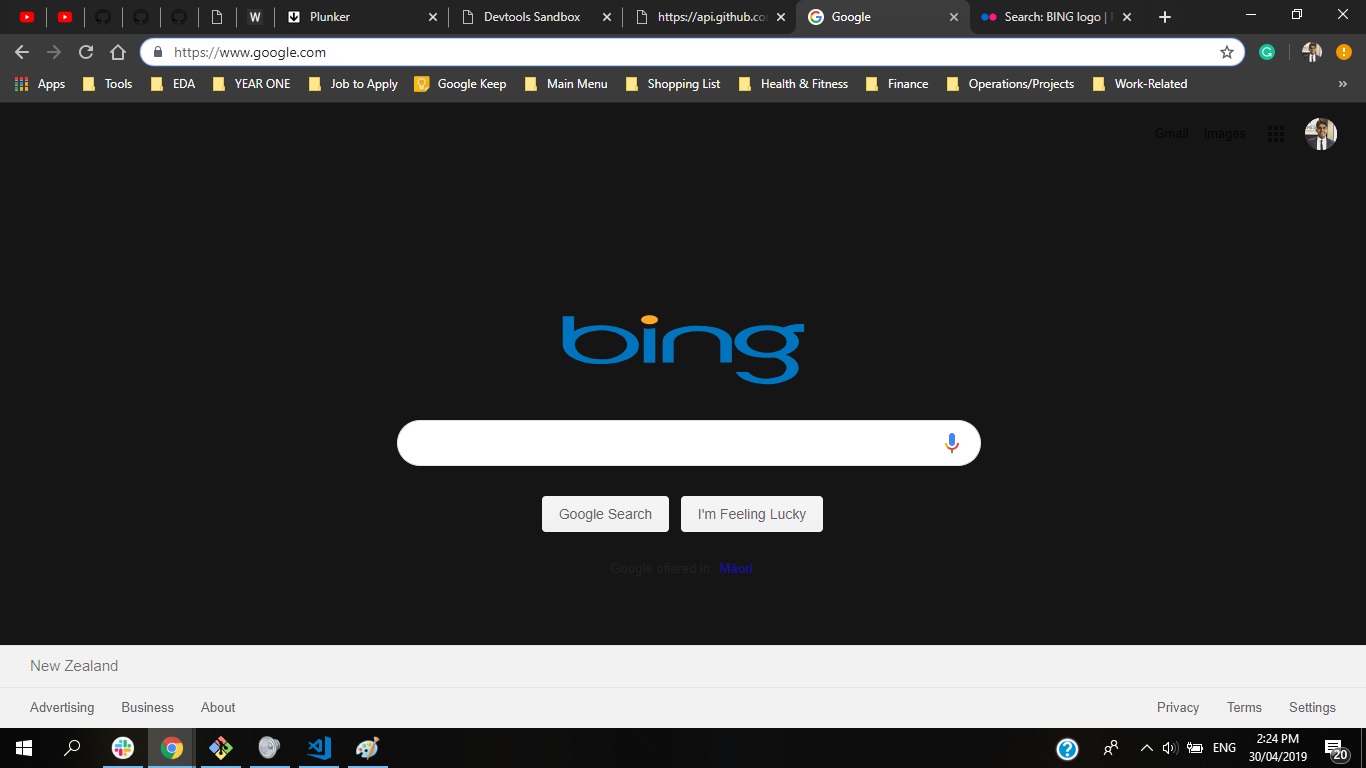 Plunker
Devtools Sandbox
https://api.github.co
Google
Search: BING logo |
https://www.google.com
Apps
Tools
EDA
YEAR ONE
Job to Apply
Google Keep
Main Menu
Shopping List
Health & Fitness
Finance
Operations/Projects
Work-Related
Gmail
Images
bing
Google Search
I'm Feeling Lucky
Google offered in: Māori
New Zealand
Advertising
Business
About
Privacy
Terms
Settings
ENG
2:24 PM
30/04/2019
20